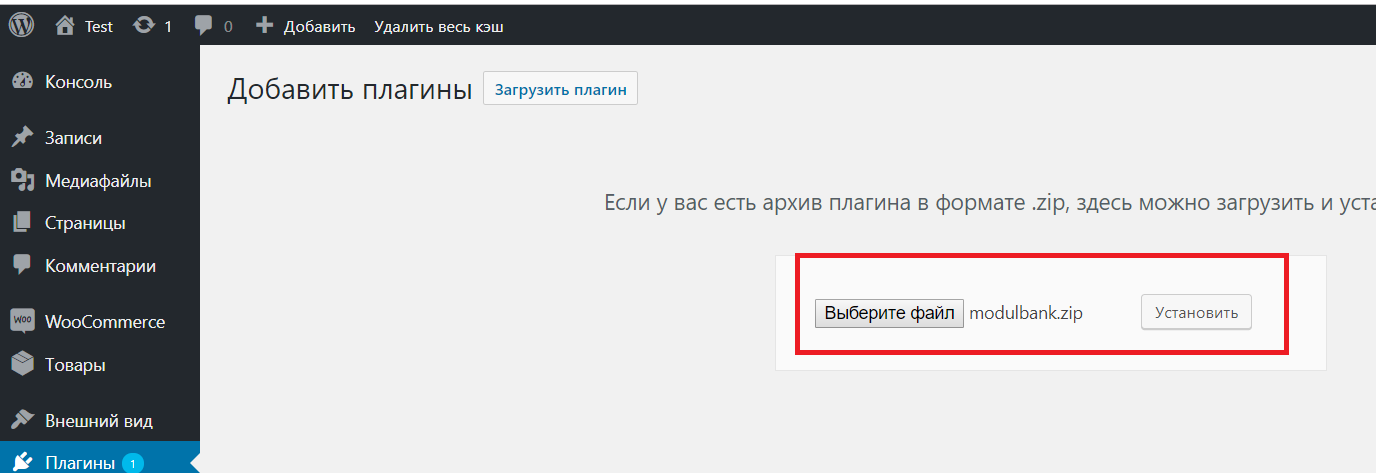 Test 1 0 Добавить Удалить весь кэш
Консоль
Добавить плагины Загрузить плагин
Записи
Медиафайлы
Если у вас есть архив плагина в формате .zip, здесь можно загрузить и уста
Страницы
Комментарии
WooCommerce
Выберите файл modulbank.zip Установить
Товары
Внешний вид
Плагины 1